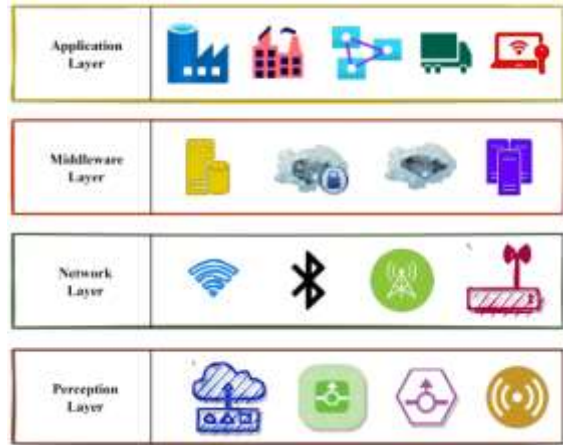 Application
Layer
Middleware
Layer
Network
Layer
Perception
Layer